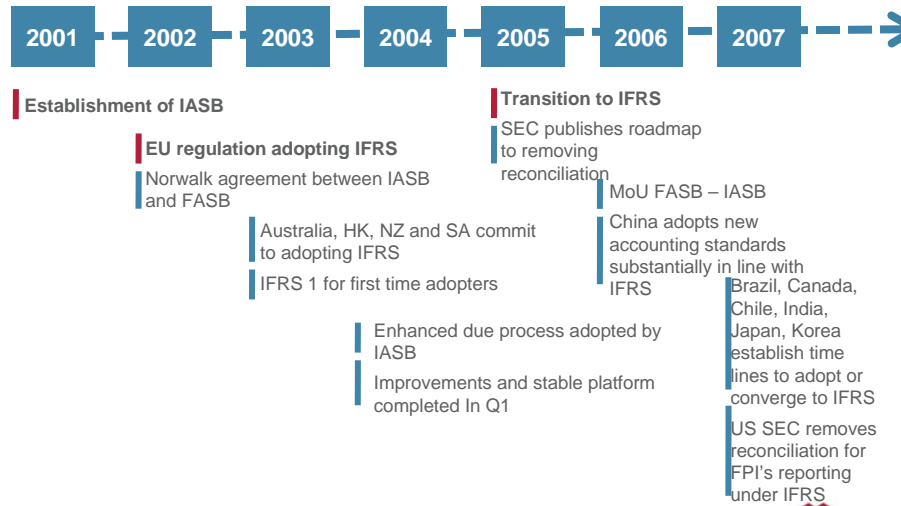 2001 2002 2003 2004 2005 2006 2007
Establishment of IASB
EU regulation adopting IFRS
Norwalk agreement between IASB
and FASB
Australia, HK, NZ and SA commit
to adopting IFRS
IFRS 1 for first time adopters
Enhanced due process adopted by
IASB
Improvements and stable platform
completed In Q1
Transition to IFRS
SEC publishes roadmap
to removing
reconciliation
MoU FASB – IASB
China adopts new
accounting standards
substantially in line with
IFRS
Brazil, Canada,
Chile, India,
Japan, Korea
establish time
lines to adopt or
converge to IFRS
US SEC removes
reconciliation for
FPI's reporting
under IFRS